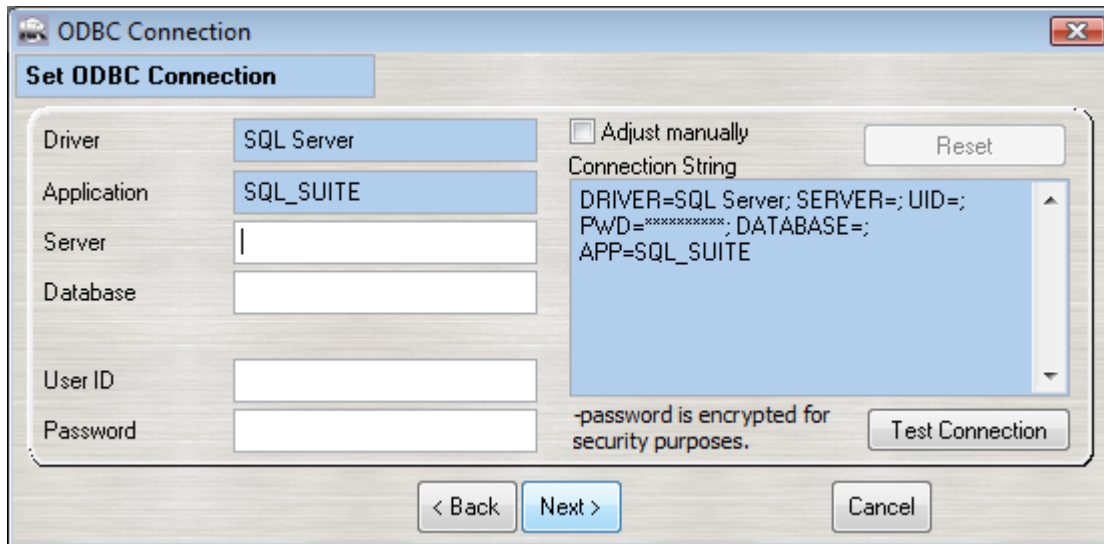 ODBC Connection
Set ODBC Connection
Driver
SQL Server
Application
SQL_SUITE
Server
Database
User ID
Password
Adjust manually
Reset
Connection String
DRIVER=SQL Server; SERVER=; UID=;
PWD=**********; DATABASE=;
APP=SQL_SUITE
-password is encrypted for
security purposes.
Test Connection
< Back
Next >
Cancel